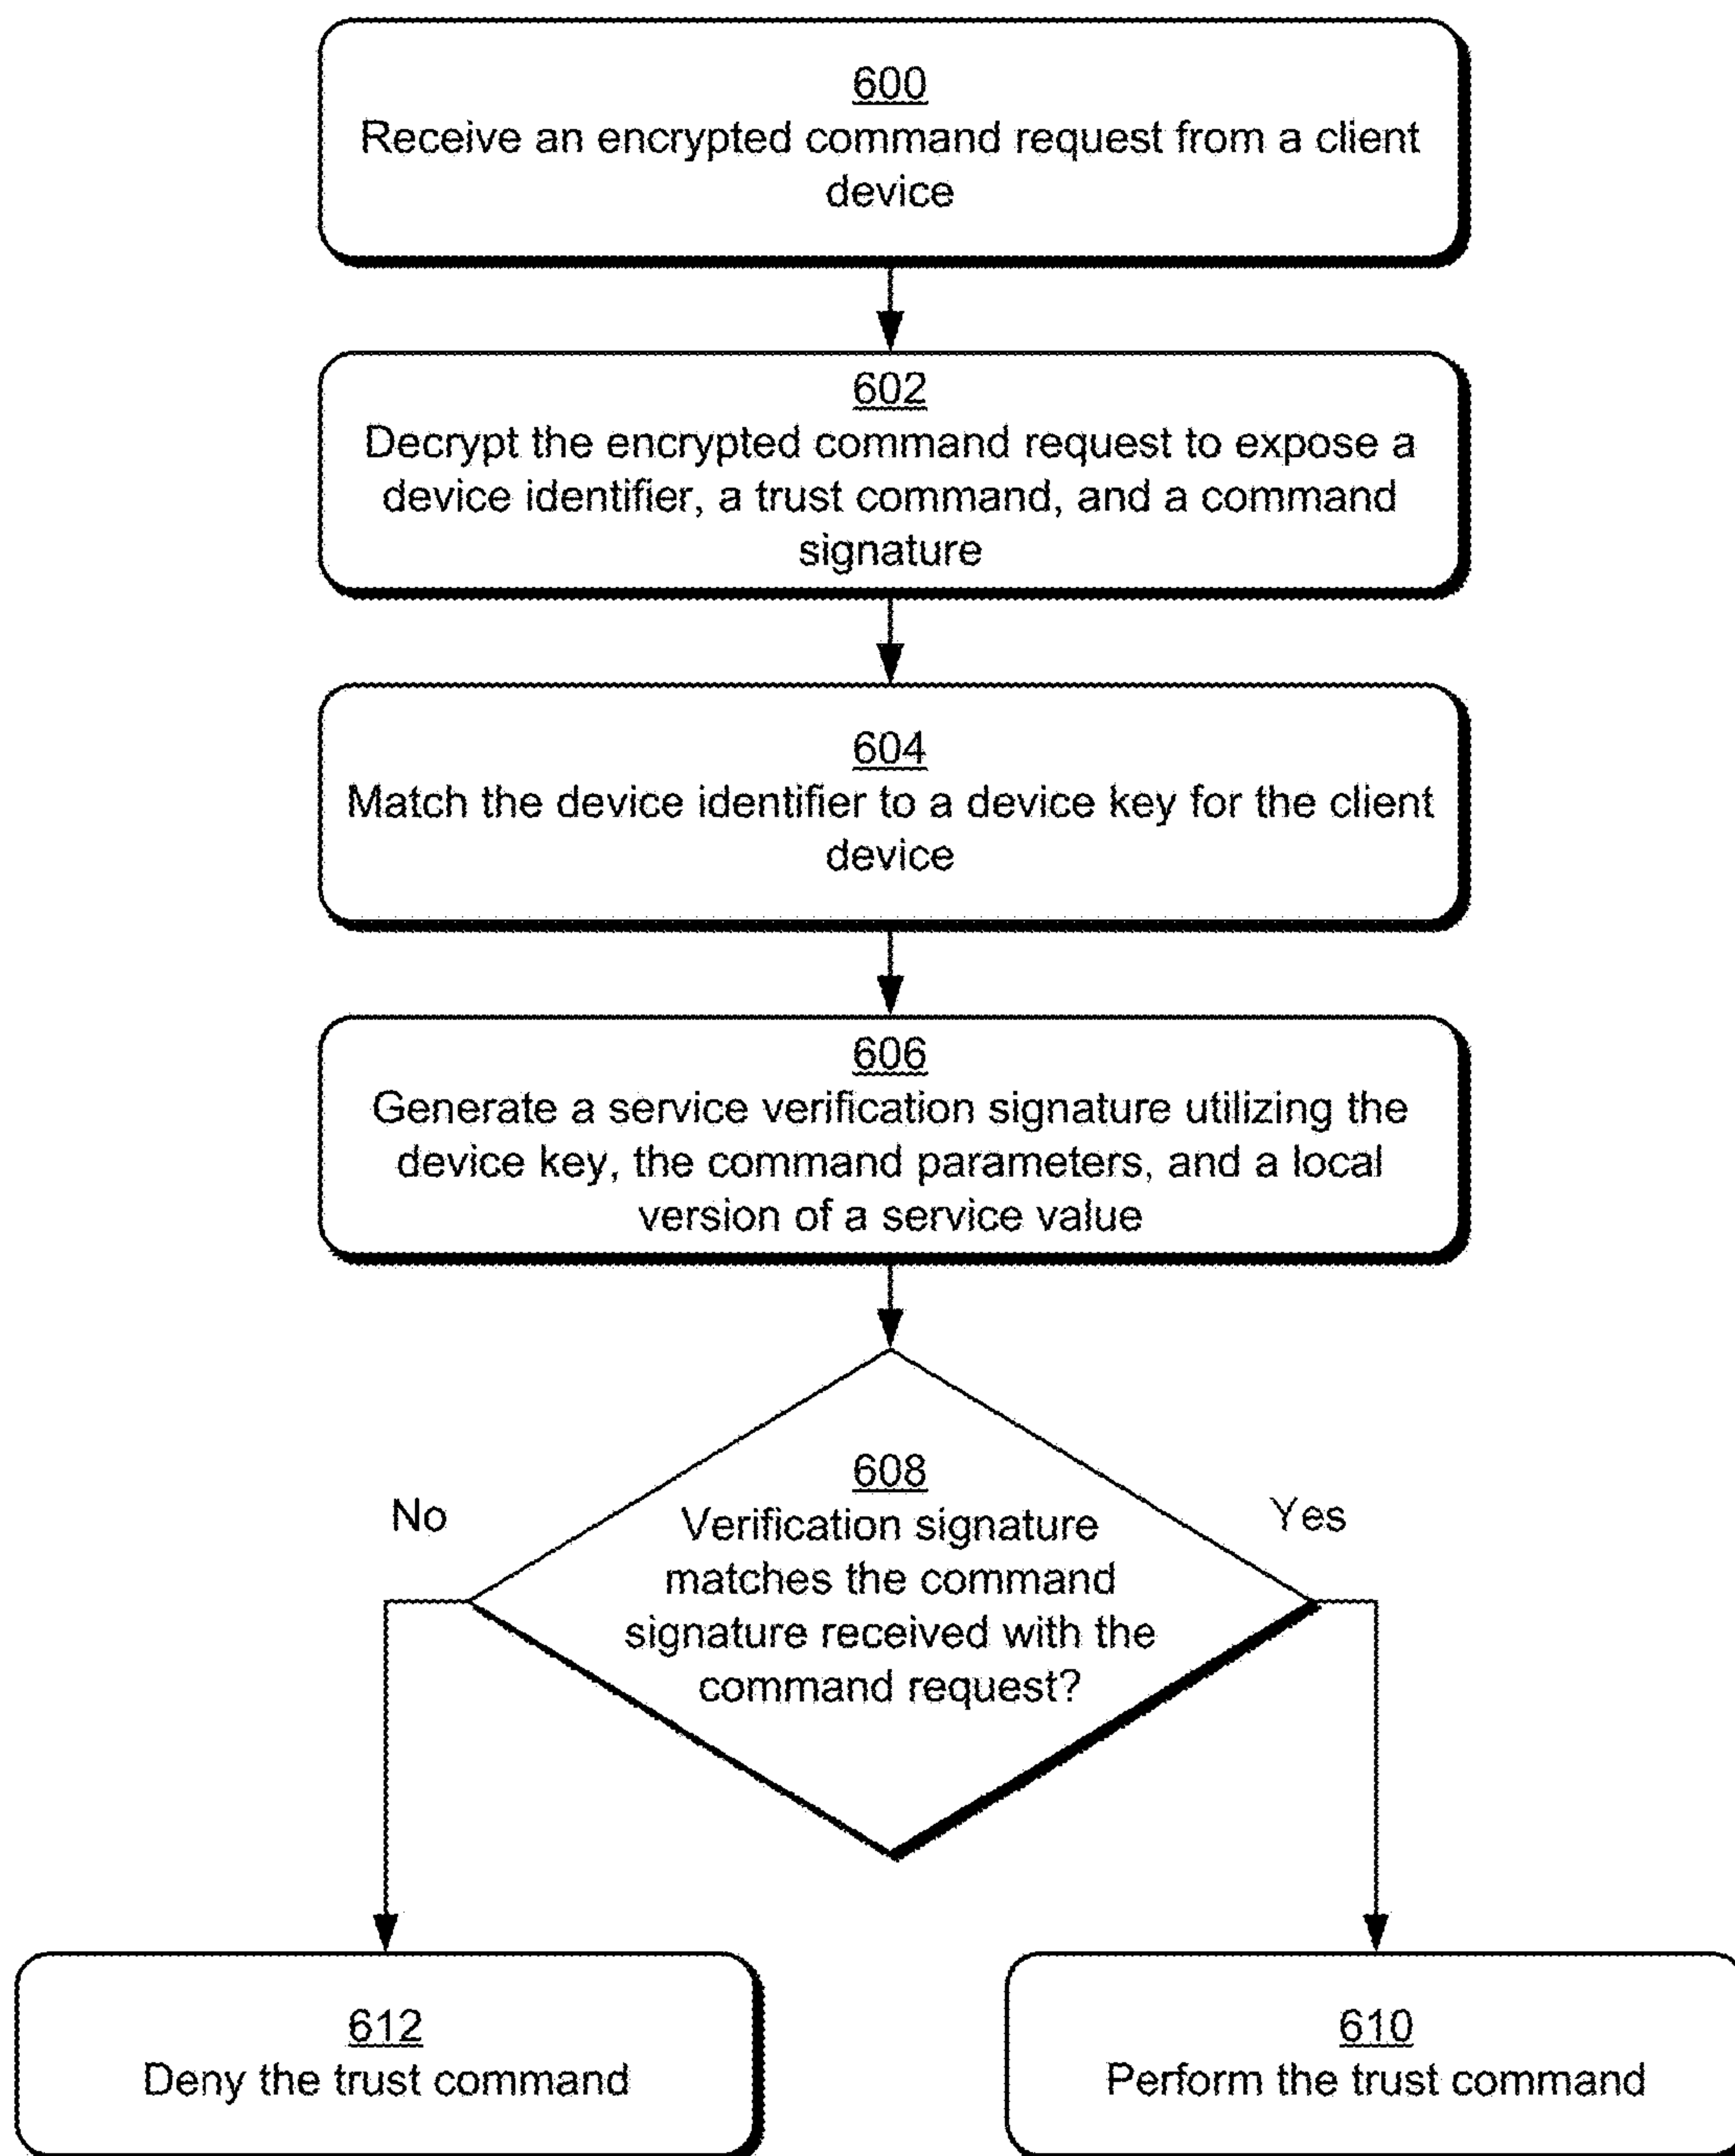 600
Receive an encrypted command request from a client
device
602
Decrypt the encrypted command request to expose a
device identifier, a trust command, and a command
signature
604
Match the device identifier to a device key for the client
device
606
Generate a service verification signature utilizing the
device key, the command parameters, and a local
version of a service value
608
Verification signature
matches the command
signature received with the
command request?
No
Yes
612
Deny the trust command
610
Perform the trust command